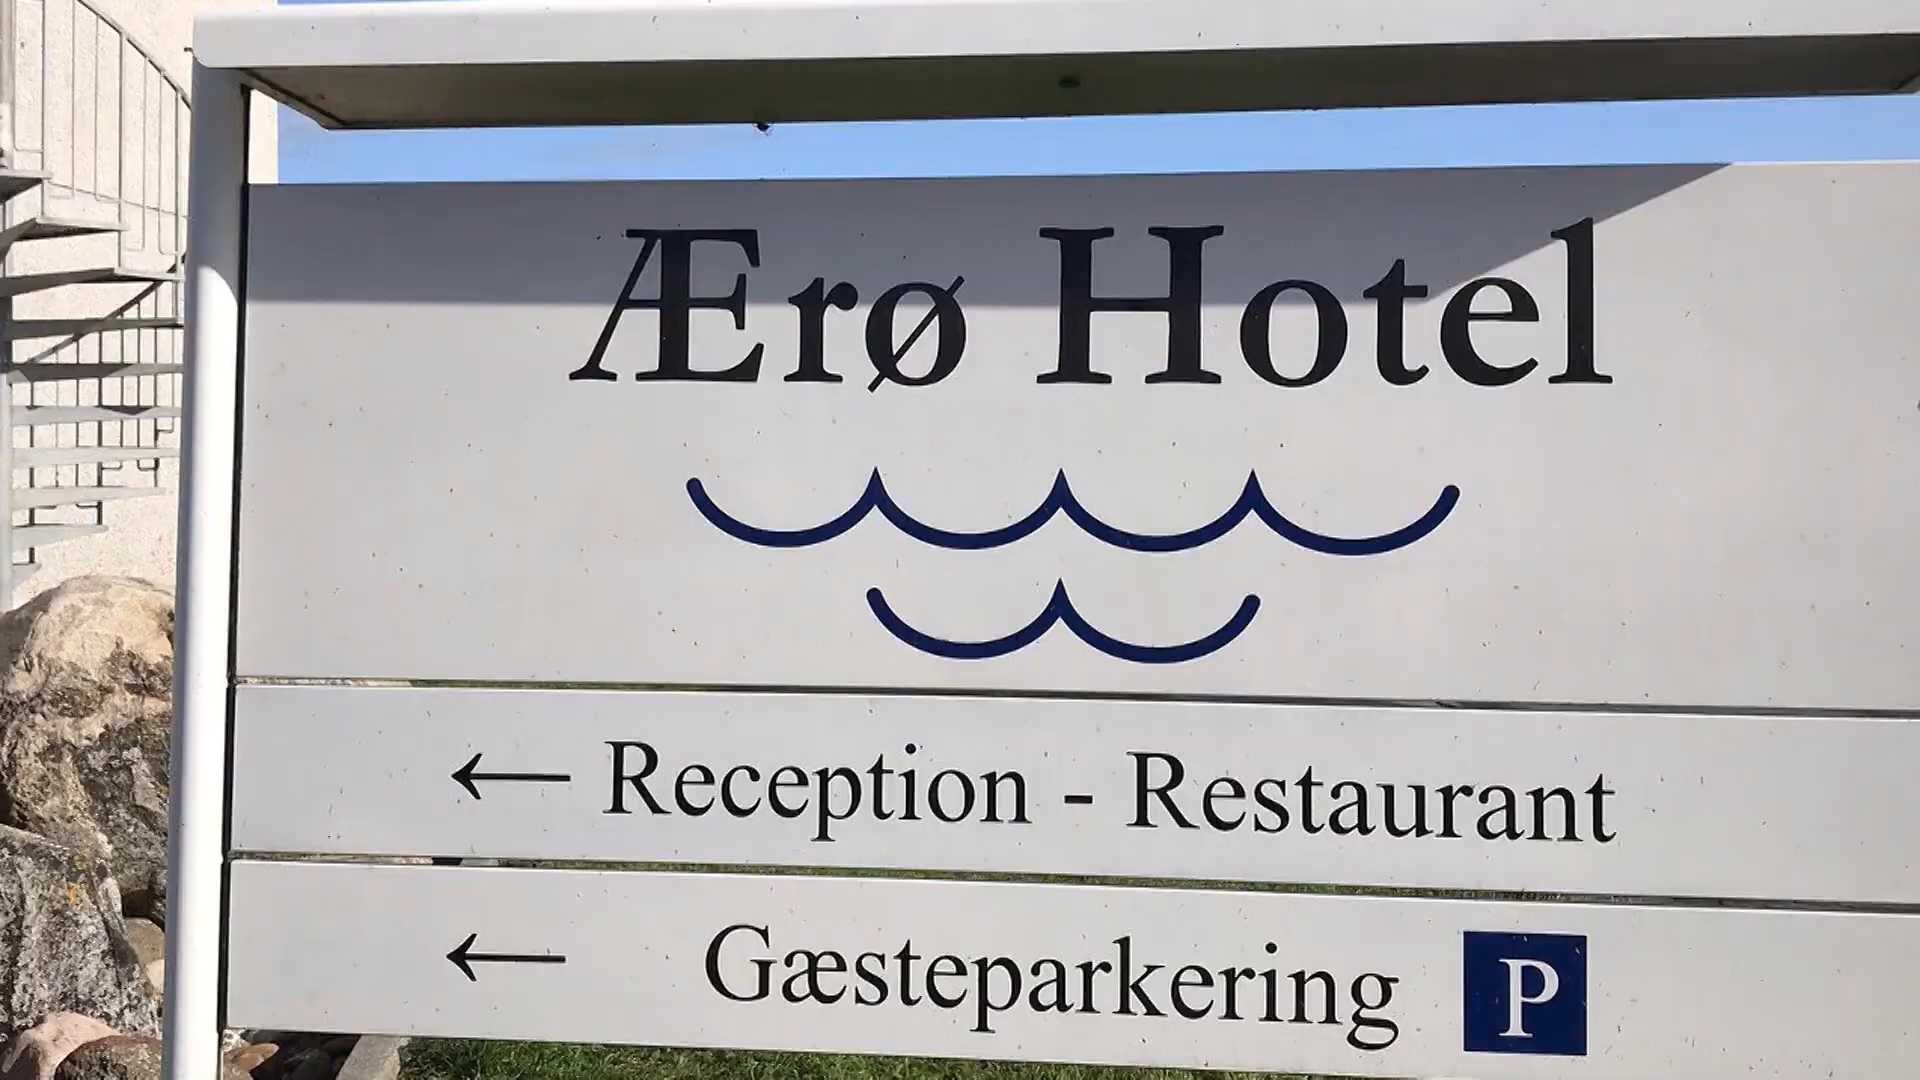 Ærø Hotel
← Reception - Restaurant
← Gæsteparkering P